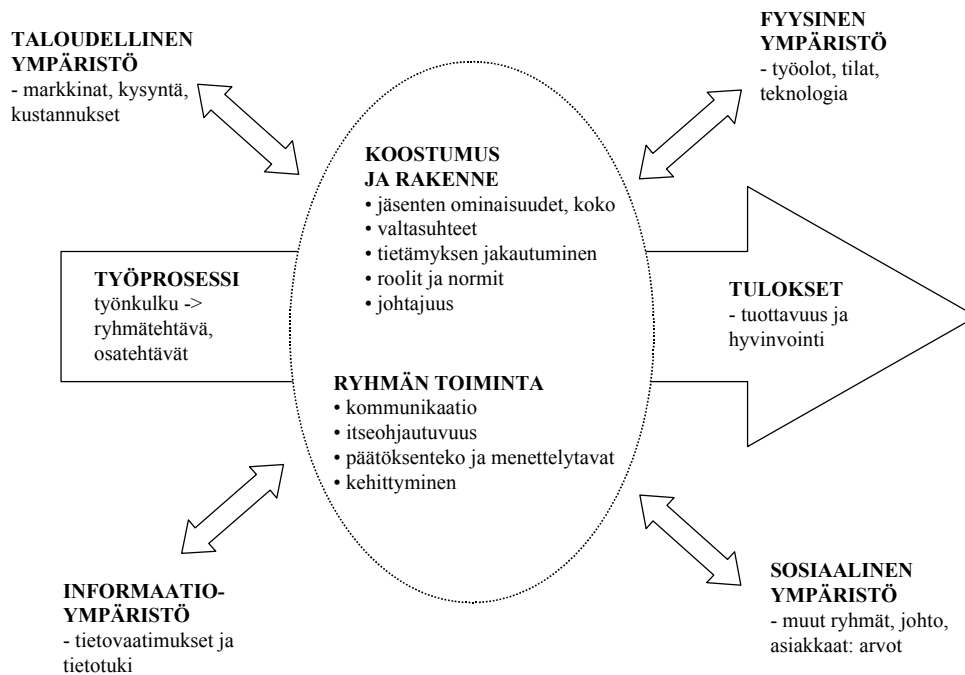 TALOUDELLINEN
YMPÄRISTÖ
- markkinat, kysyntä,
kustannukset
FYYSINEN
YMPÄRISTÖ
- työolot, tilat,
teknologia
KOOSTUMUS
JA RAKENNE
• jäsenten ominaisuudet, koko
• valtasuhteet
• tietämyksen jakautuminen
• roolit ja normit
• johtajuus
TYÖPROSESSI
työnkulku ->
ryhmätehtävä,
osatehtävät
TULOKSET
- tuottavuus ja
hyvinvointi
RYHMÄN TOIMINTA
• kommunikaatio
• itseohjautuvuus
• päätöksenteko ja menettelytavat
• kehittyminen
INFORMAATIO-
YMPÄRISTÖ
- tietovaatimukset ja
tietotuki
SOSIAALINEN
YMPÄRISTÖ
- muut ryhmät, johto,
asiakkaat: arvot